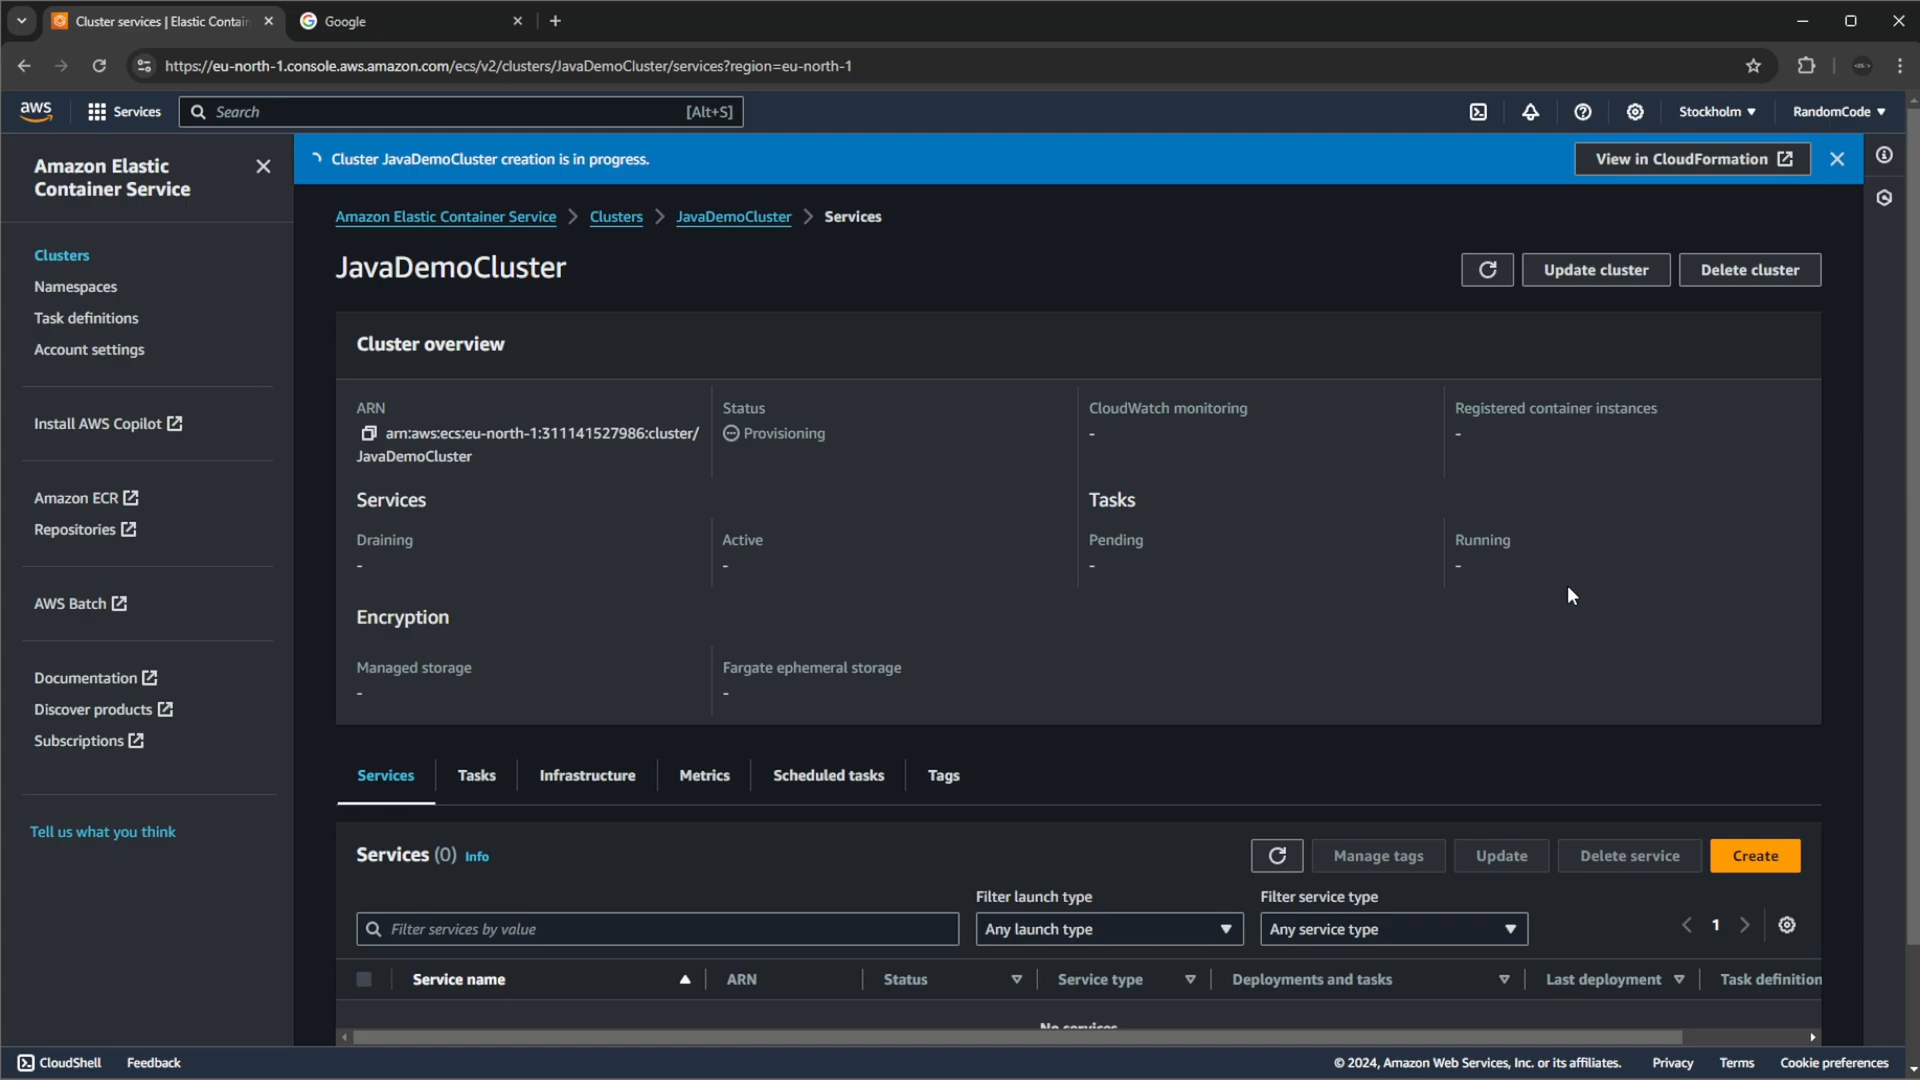 Cluster services | Elastic Contai
Google
https://eu-north-1.console.aws.amazon.com/ecs/v2/clusters/JavaDemoCluster/services?region=eu-north-1
aws
Services
Search
[Alt+S]
Stockholm
RandomCode
Amazon Elastic
Container Service
Clusters
Namespaces
Task definitions
Account settings
Install AWS Copilot
Amazon ECR
Repositories
AWS Batch
Documentation
Discover products
Subscriptions
Tell us what you think
Cluster JavaDemoCluster creation is in progress.
View in CloudFormation
Amazon Elastic Container Service
Clusters
JavaDemoCluster
Services
JavaDemoCluster
Update cluster
Delete cluster
Cluster overview
ARN
arn:aws:ecs:eu-north-1:311141527986:cluster/
JavaDemoCluster
Status
Provisioning
CloudWatch monitoring
-
Registered container instances
-
Services
Tasks
Draining
-
Active
-
Pending
-
Running
-
Encryption
Managed storage
-
Fargate ephemeral storage
-
Services
Tasks
Infrastructure
Metrics
Scheduled tasks
Tags
Services (0) Info
Manage tags
Update
Delete service
Create
Filter launch type
Filter service type
Filter services by value
Any launch type
Any service type
1
Service name
ARN
Status
Service type
Deployments and tasks
Last deployment
Task definition
No services
CloudShell
Feedback
© 2024, Amazon Web Services, Inc. or its affiliates.
Privacy
Terms
Cookie preferences